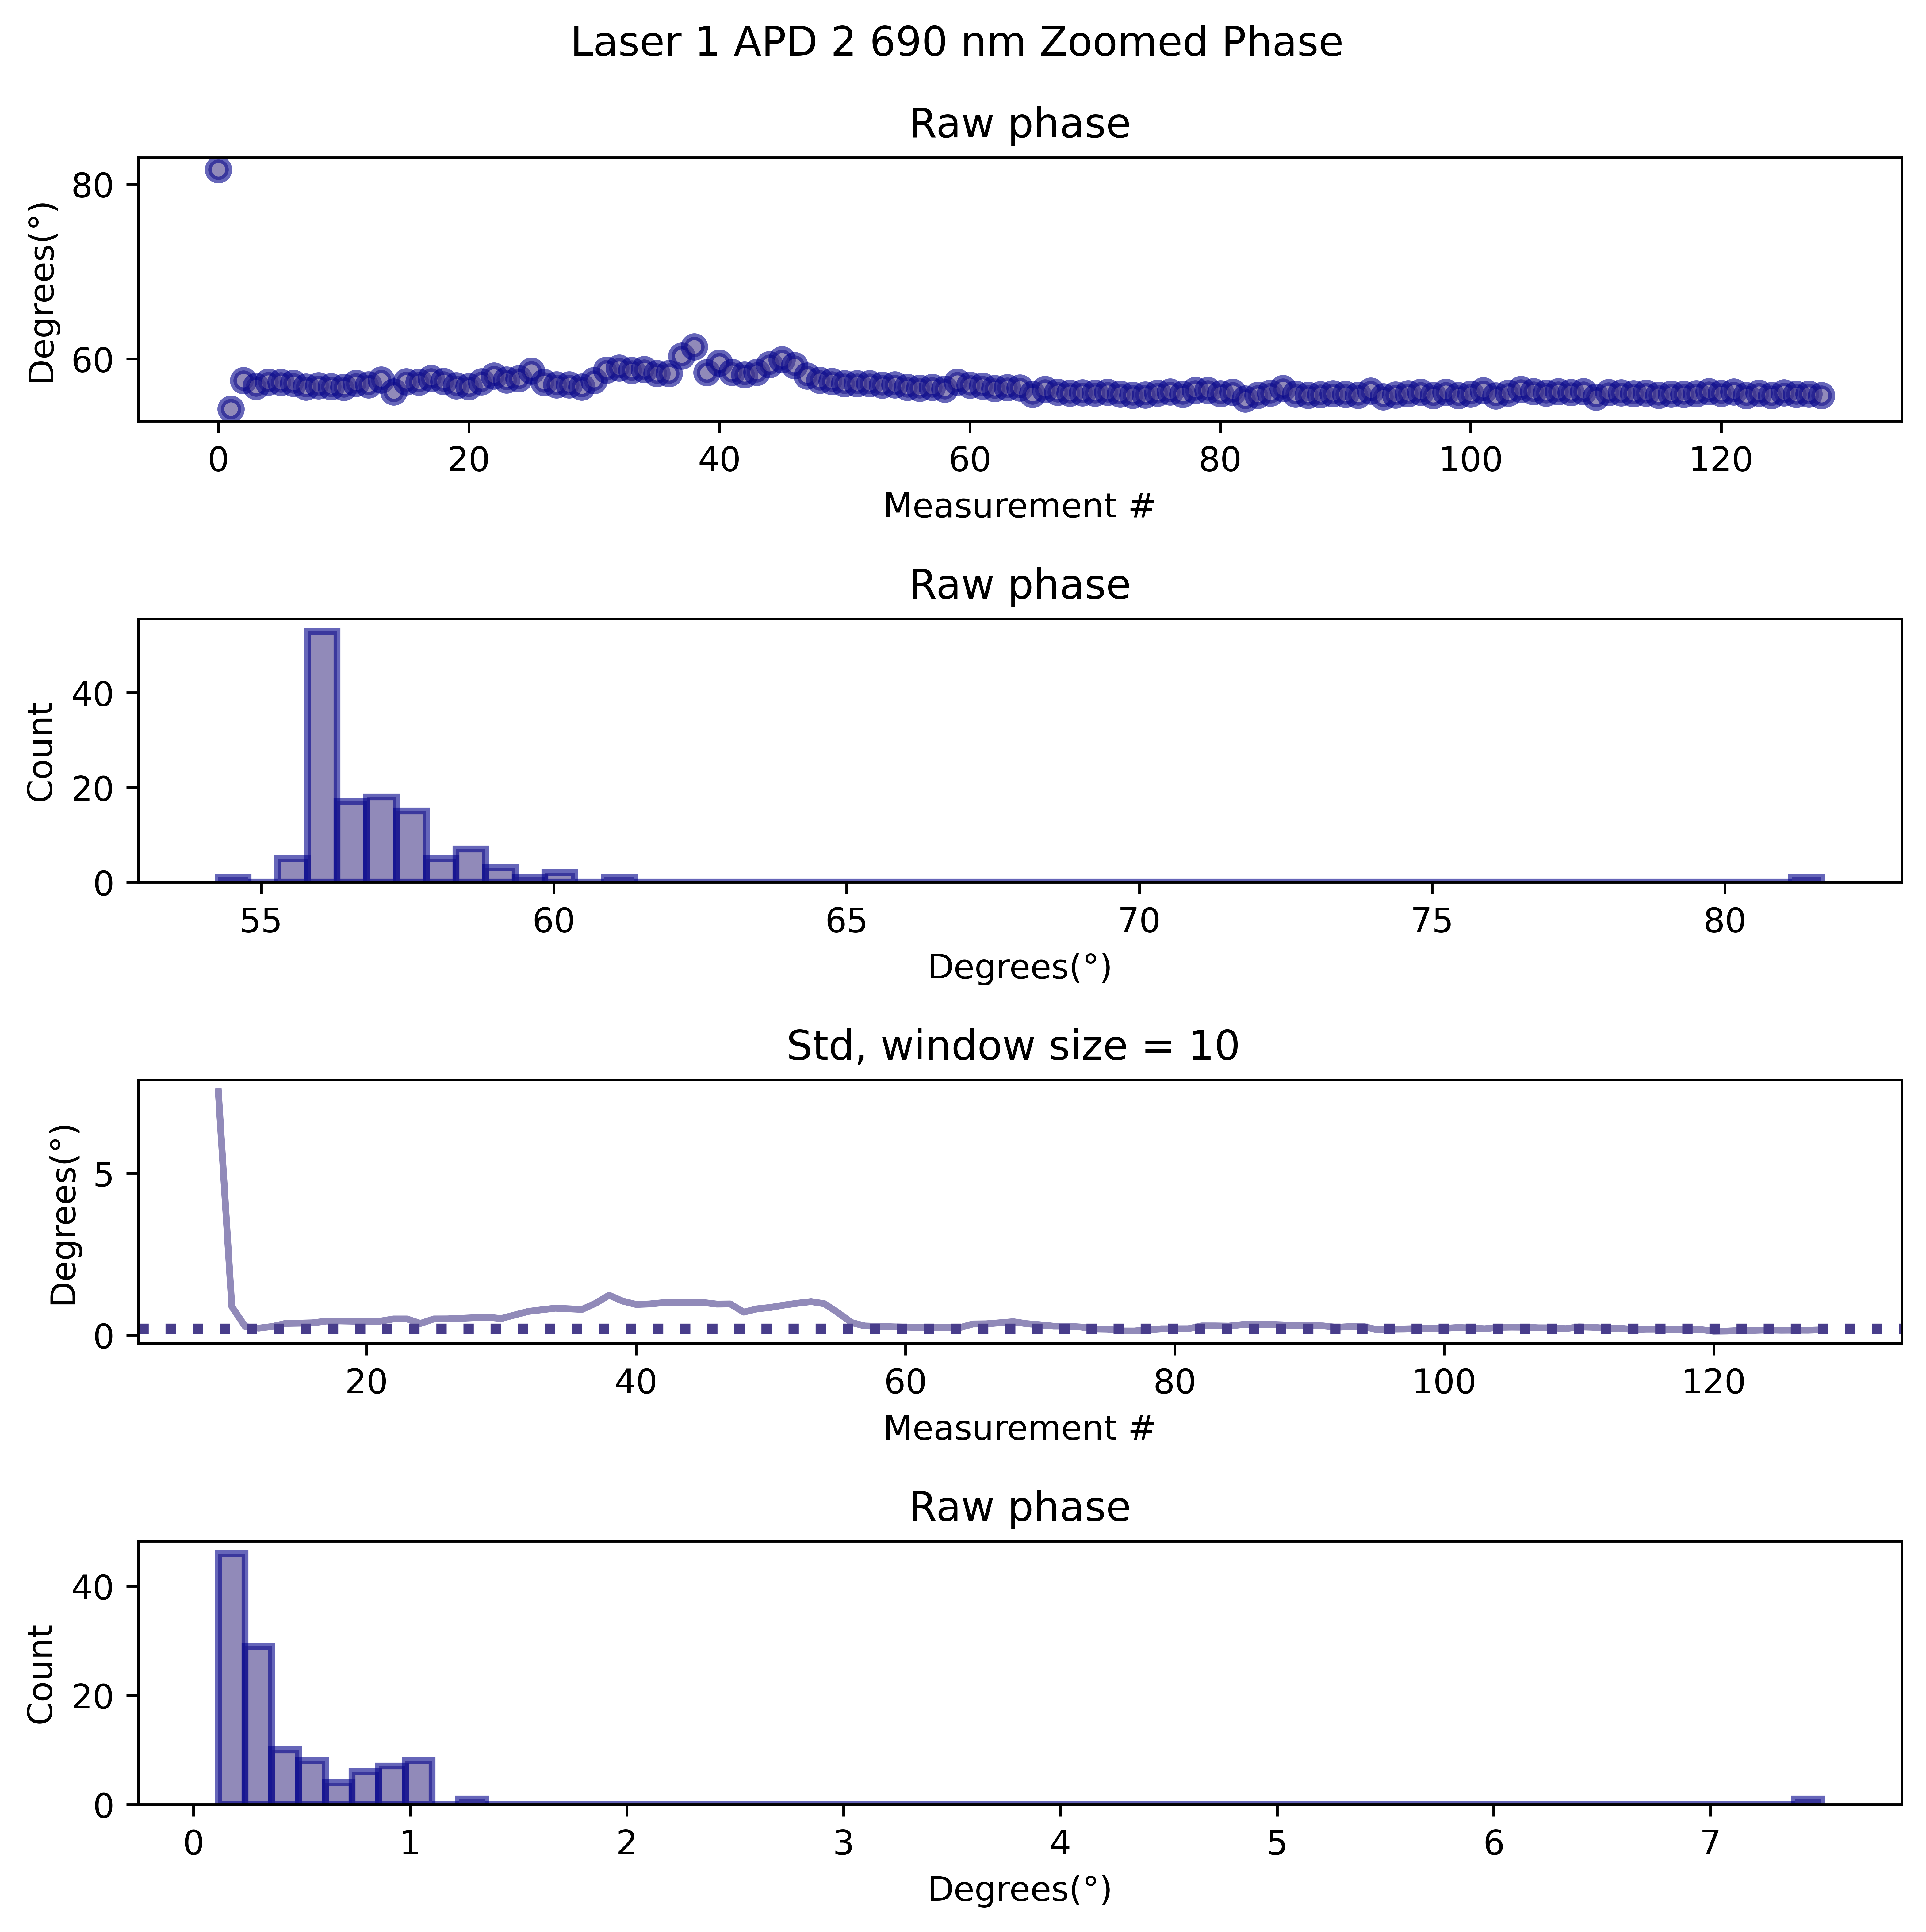 Laser 1 APD 2 690 nm Zoomed Phase
Raw phase
Degrees(°)
80
60
0 20 40 60 80 100 120
Measurement #
Raw phase
Count
40
20
0
55 60 65 70 75 80
Degrees(°)
Std, window size = 10
Degrees(°)
5
0
20 40 60 80 100 120
Measurement #
Raw phase
Count
40
20
0
0 1 2 3 4 5 6 7
Degrees(°)